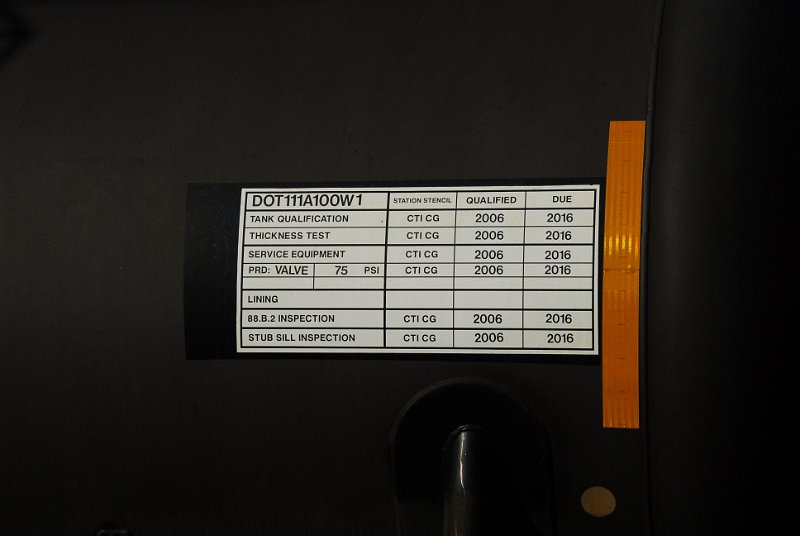 DOT111A100W1 STATION STENCIL QUALIFIED DUE
TANK QUALIFICATION CTI CG 2006 2016
THICKNESS TEST CTI CG 2006 2016
SERVICE EQUIPMENT CTI CG 2006 2016
PRD: VALVE 75 PSI CTI CG 2006 2016
LINING
88.B.2 INSPECTION CTI CG 2006 2016
STUB SILL INSPECTION CTI CG 2006 2016